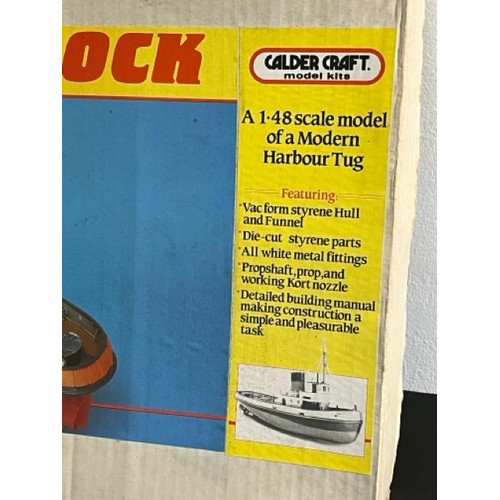 OCK
CALDER CRAFT.
model kits
A 1·48 scale model
of a Modern
Harbour Tug
Featuring:
•Vac form styrene Hull
and Funnel
•Die-cut styrene parts
•All white metal fittings
•Propshaft, prop, and
working Kort nozzle
•Detailed building manual
making construction a
simple and pleasurable
task